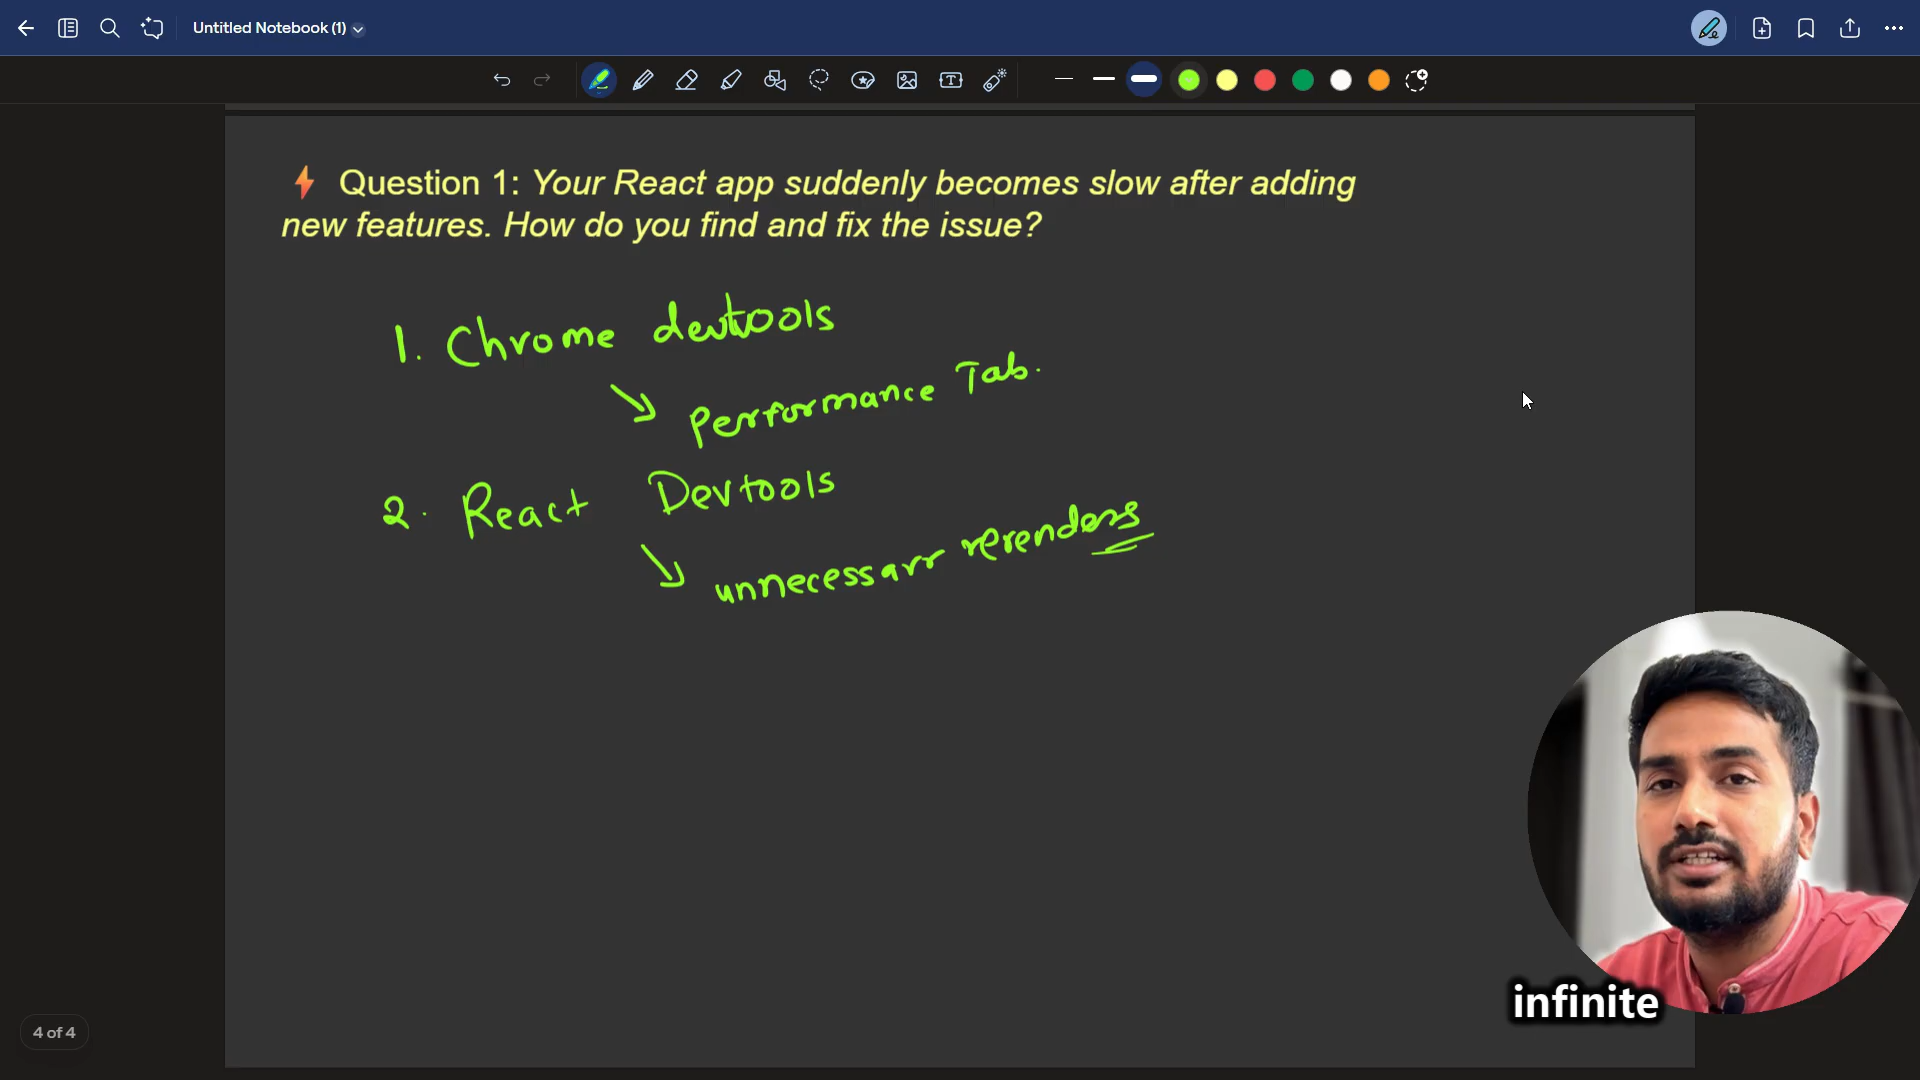 Untitled Notebook (1)
⚡ Question 1: Your React app suddenly becomes slow after adding
new features. How do you find and fix the issue?
1. Chrome devtools
↘ Performance Tab.
2. React Devtools
↘ unnecessarr rerenders
infinite
4 of 4